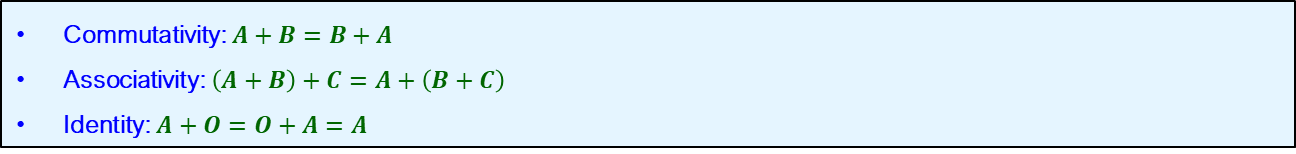 • Commutativity: A + B = B + A
• Associativity: (A + B) + C = A + (B + C)
• Identity: A + O = O + A = A